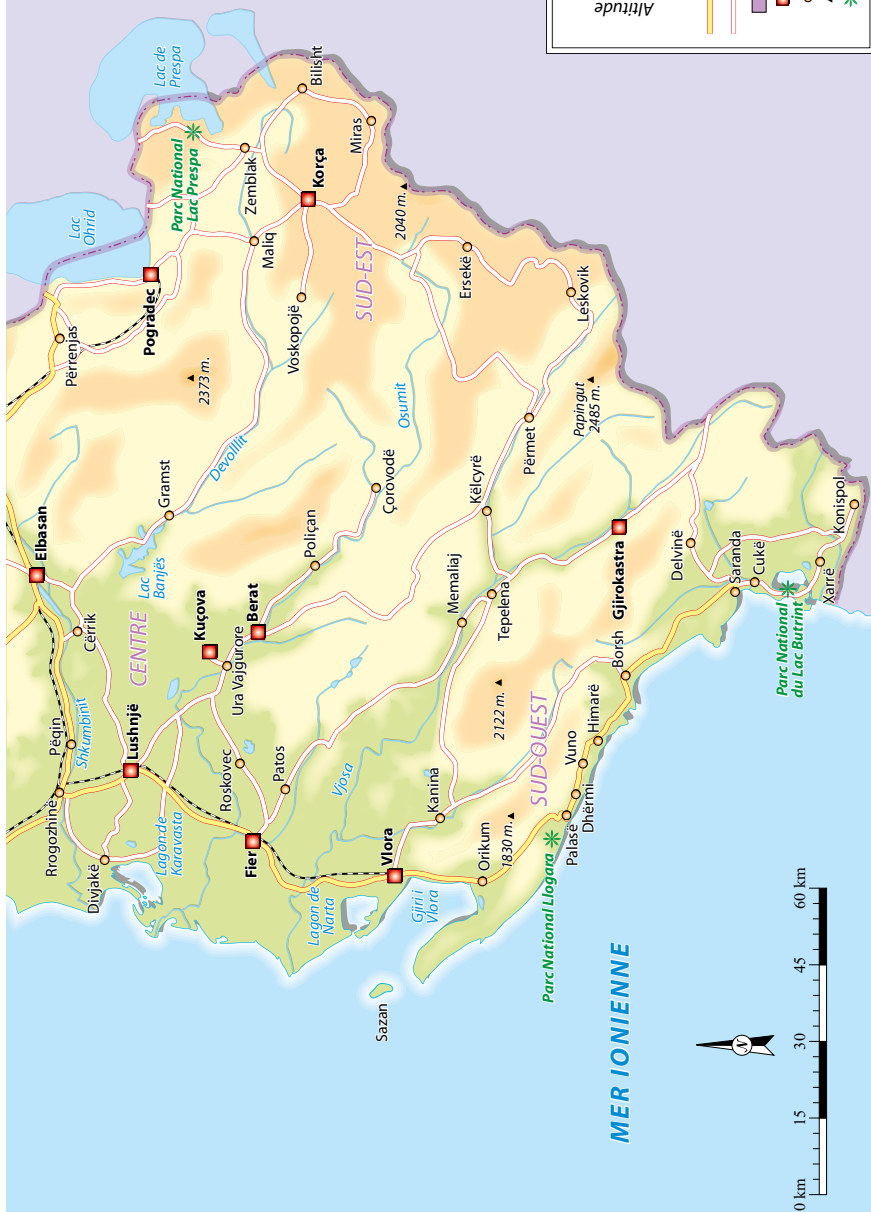 Lac de
Prespa
Lac
Ohrid
Parc National
Lac Prespa
Bilisht
Miras
Zemblak
Korça
2040 m.
Maliq
Pogradec
Voskopojë
SUD-EST
Ersekë
Leskovik
Përrenjas
2373 m.
Devolllit
Osumit
Papingut
2485 m.
Përmet
Këlcyrë
Çorovodë
Gramst
Elbasan
Lac
Banjës
Poliçan
Berat
Kuçova
Ura Vajgurore
CENTRE
Cërrik
Memaliaj
Tepelena
Gjirokastra
Delvinë
Konispol
Saranda
Cukë
Xarrë
Parc National
du Lac Butrint
Borsh
Himarë
Vuno
Dhërmi
Palasë
2122 m.
SUD-OUEST
Pëqin
Shkumbinit
Lushnjë
Rrogozhinë
Roskovec
Patos
Vjosa
Kanina
Fier
Divjakë
Lagon de
Karavasta
Vlora
Orikum
1830 m.
Parc National Llogara
Lagon de
Narta
Gjiri i
Vlora
Sazan
MER IONIENNE
N
0 km
15
30
45
60 km
Altitude